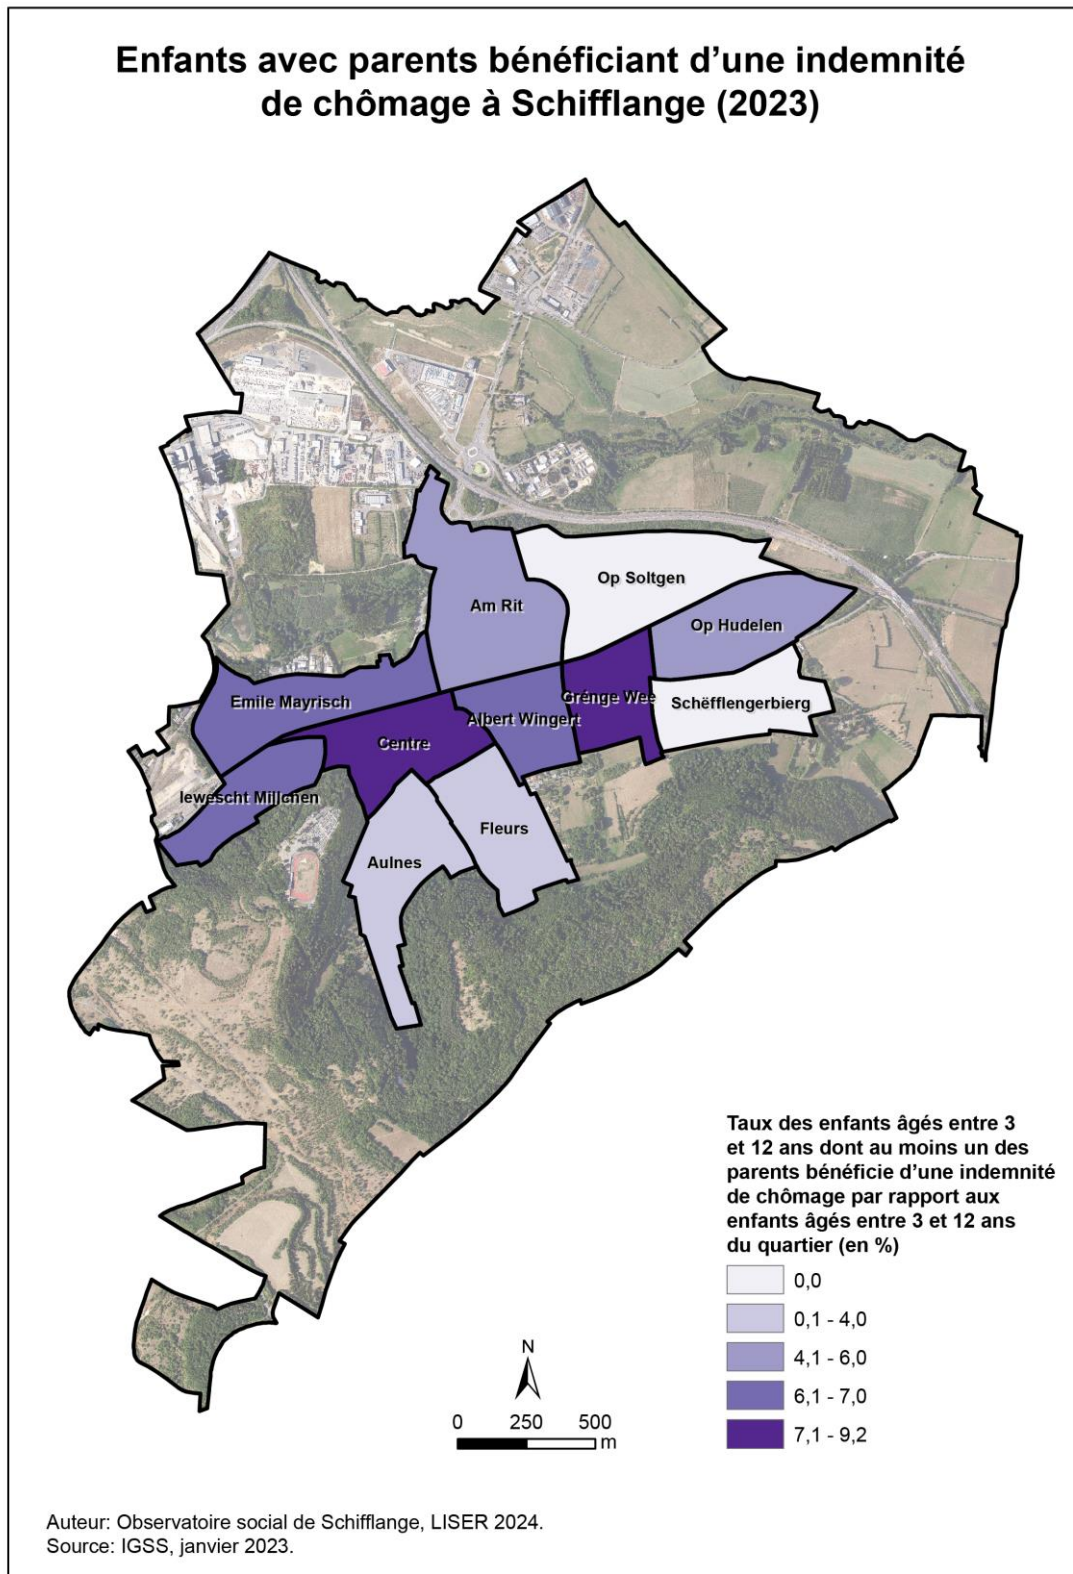 Enfants avec parents bénéficiant d’une indemnité
de chômage à Schifflange (2023)
Op Soltgen
Am Rit
Op Hudelen
Emile Mayrisch
Grénge Wee
Schëfflengerbierg
Albert Wingert
Centre
Iewescht Miljchen
Fleurs
Aulnes
Taux des enfants âgés entre 3
et 12 ans dont au moins un des
parents bénéficie d’une indemnité
de chômage par rapport aux
enfants âgés entre 3 et 12 ans
du quartier (en %)
0,0
0,1 - 4,0
4,1 - 6,0
6,1 - 7,0
7,1 - 9,2
N
0 250 500
m
Auteur: Observatoire social de Schifflange, LISER 2024.
Source: IGSS, janvier 2023.